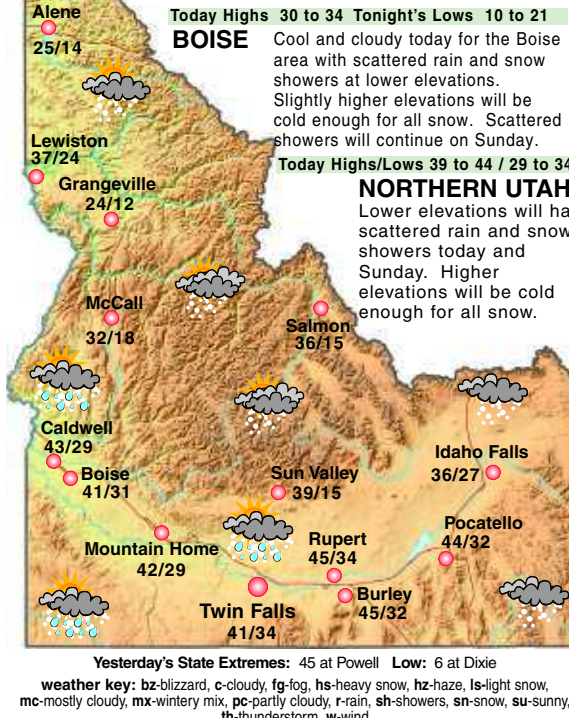 Alene
25/14
Today Highs 30 to 34 Tonight's Lows 10 to 21
BOISE
Cool and cloudy today for the Boise
area with scattered rain and snow
showers at lower elevations.
Slightly higher elevations will be
cold enough for all snow. Scattered
showers will continue on Sunday.
Today Highs/Lows 39 to 44 / 29 to 34
NORTHERN UTAH
Lower elevations will ha
scattered rain and snow
showers today and
Sunday. Higher
elevations will be cold
enough for all snow.
Lewiston
37/24
Grangeville
24/12
McCall
32/18
Salmon
36/15
Caldwell
43/29
Boise
41/31
Sun Valley
39/15
Idaho Falls
36/27
Mountain Home
42/29
Rupert
45/34
Pocatello
44/32
Twin Falls
41/34
Burley
45/32
Yesterday's State Extremes: 45 at Powell Low: 6 at Dixie
weather key: bz-blizzard, c-cloudy, fg-fog, hs-heavy snow, hz-haze, ls-light snow,
mc-mostly cloudy, mx-wintery mix, pc-partly cloudy, r-rain, sh-showers, sn-snow, su-sunny,
th-thunderstorm, w-wind